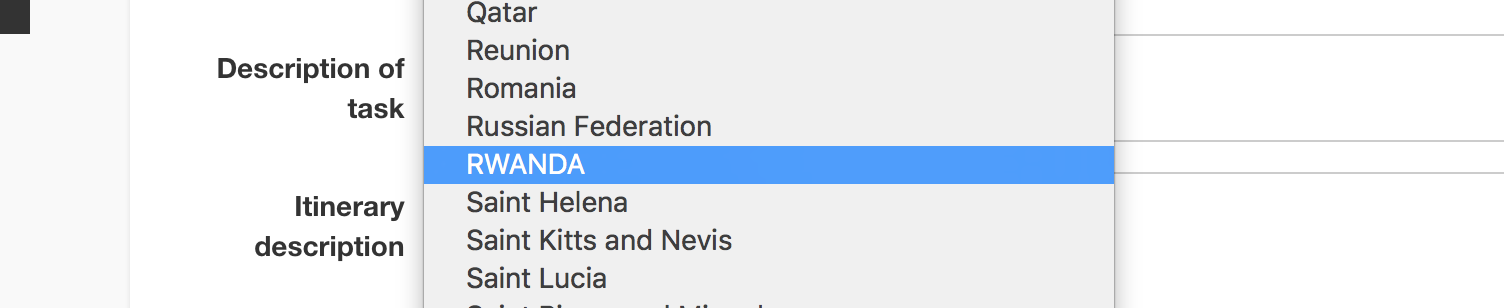 Description of
task
Itinerary
description
Qatar
Reunion
Romania
Russian Federation
RWANDA
Saint Helena
Saint Kitts and Nevis
Saint Lucia